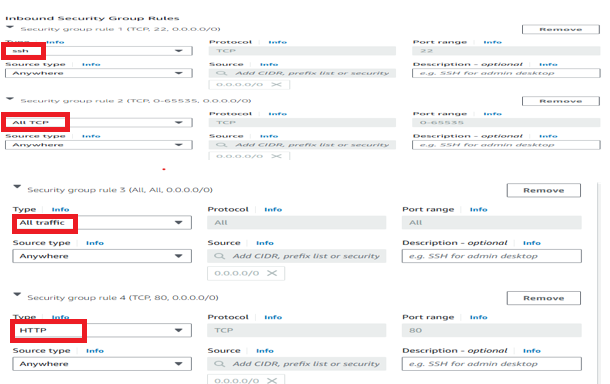 Inbound Security Group Rules
Security group rule 1 (TCP, 22, 0.0.0.0/0) Remove
Type Info Protocol Info Port range Info
ssh TCP 22
Source type Info Source Info Description - optional Info
Anywhere Add CIDR, prefix list or security e.g. SSH for admin desktop
0.0.0.0/0 ×
Security group rule 2 (TCP, 0-65535, 0.0.0.0/0) Remove
Type Info Protocol Info Port range Info
All TCP TCP 0-65535
Source type Info Source Info Description - optional Info
Anywhere Add CIDR, prefix list or security e.g. SSH for admin desktop
0.0.0.0/0 ×
Security group rule 3 (All, All, 0.0.0.0/0) Remove
Type Info Protocol Info Port range Info
All traffic All All
Source type Info Source Info Description - optional Info
Anywhere Add CIDR, prefix list or security e.g. SSH for admin desktop
0.0.0.0/0 ×
Security group rule 4 (TCP, 80, 0.0.0.0/0) Remove
Type Info Protocol Info Port range Info
HTTP TCP 80
Source type Info Source Info Description - optional Info
Anywhere Add CIDR, prefix list or security e.g. SSH for admin desktop
0.0.0.0/0 ×